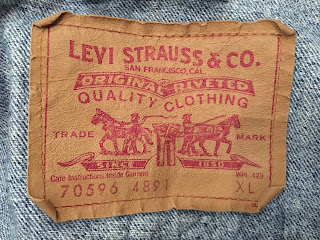 LEVI STRAUSS & CO.
SAN FRANCISCO, CAL.
ORIGINAL RIVETED
QUALITY CLOTHING
TRADE MARK
SINCE 1850
Care Instructions Inside Garment WPL 423
70596 4891 XL